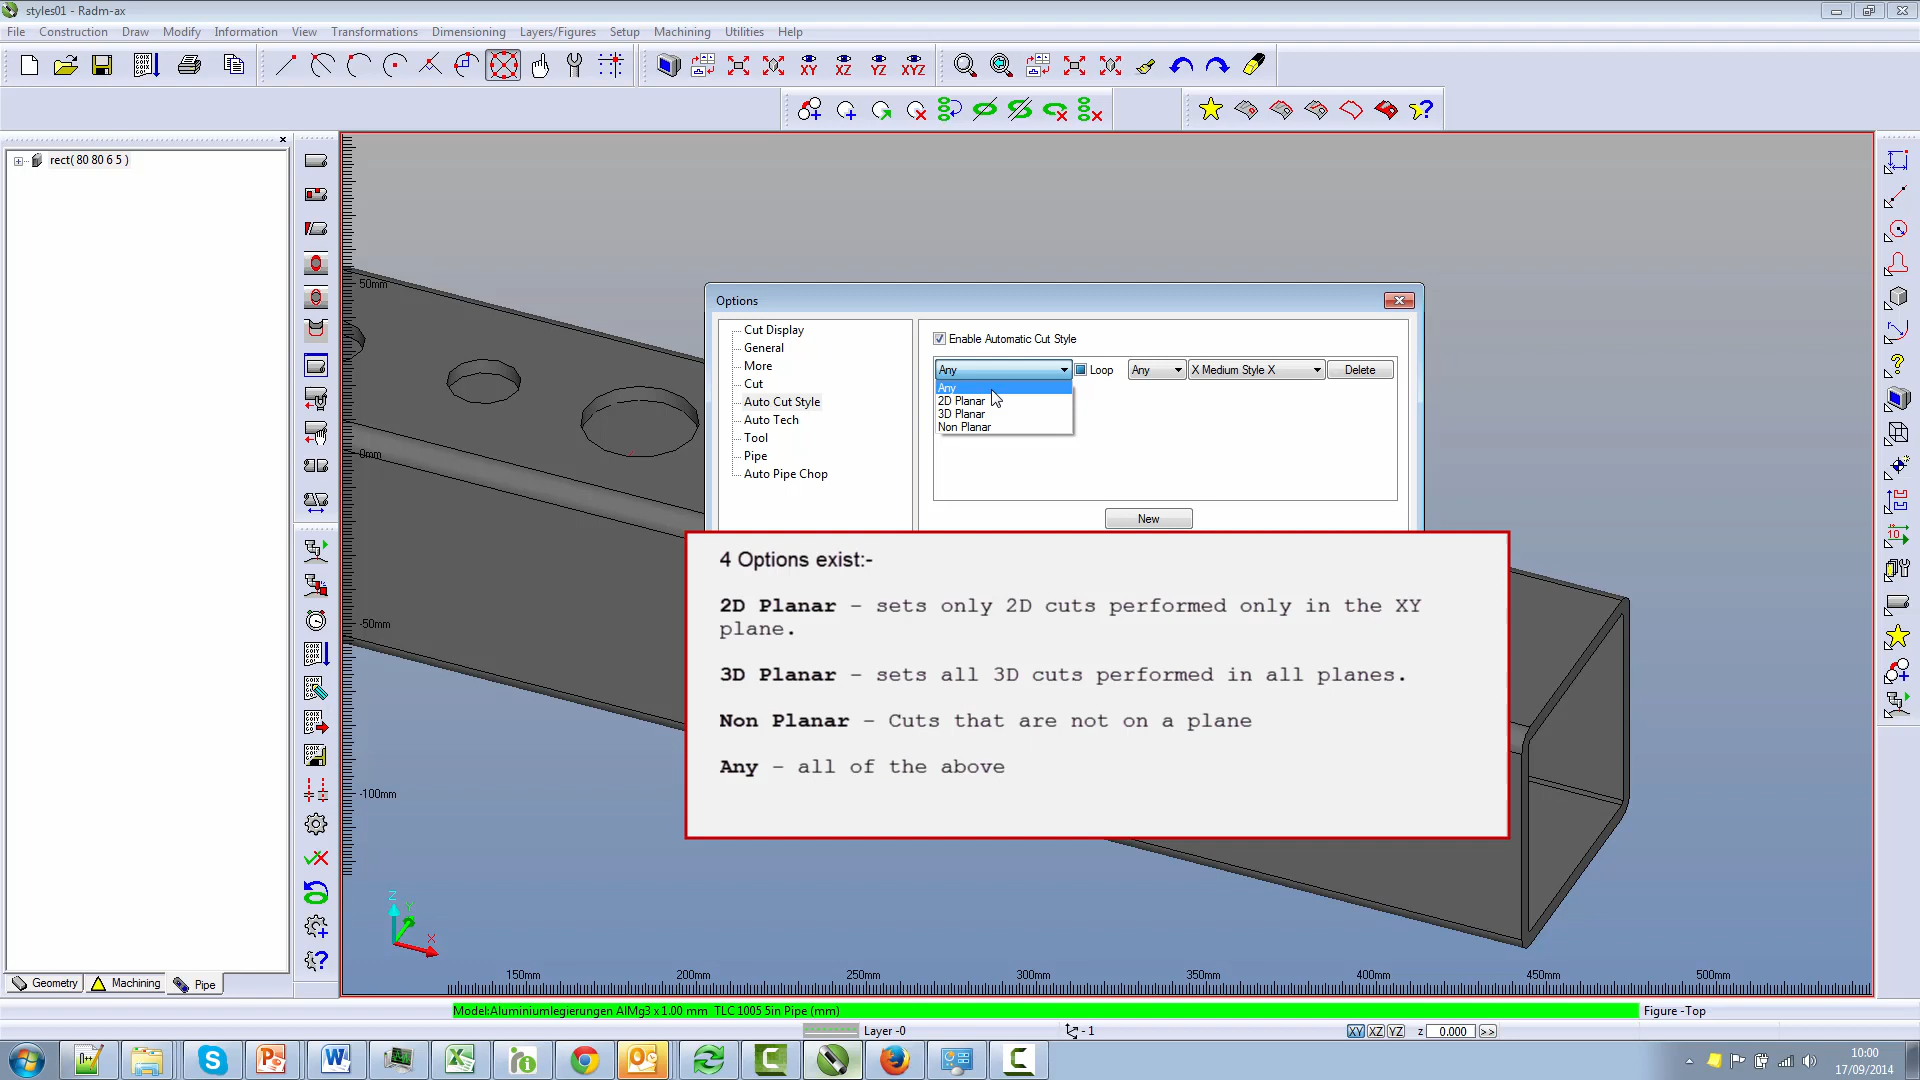 styles01 - Radm-ax
File Construction Draw Modify Information View Transformations Dimensioning Layers/Figures Setup Machining Utilities Help
XY XZ YZ XYZ
rect( 80 80 6 5 )
50mm
0mm
-50mm
-100mm
Options
Cut Display
General
More
Cut
Auto Cut Style
Auto Tech
Tool
Pipe
Auto Pipe Chop
Enable Automatic Cut Style
Any Loop Any X Medium Style X Delete
Any
2D Planar
3D Planar
Non Planar
New
4 Options exist:-
2D Planar – sets only 2D cuts performed only in the XY
plane.
3D Planar – sets all 3D cuts performed in all planes.
Non Planar – Cuts that are not on a plane
Any – all of the above
Z Y X
150mm 200mm 250mm 300mm 350mm 400mm 450mm 500mm
Geometry Machining Pipe
Model:Aluminiumlegierungen AlMg3 x 1.00 mm TLC 1005 5in Pipe (mm) Figure -Top
Layer -0 - 1 XY XZ YZ z 0.000 >>
10:00
17/09/2014